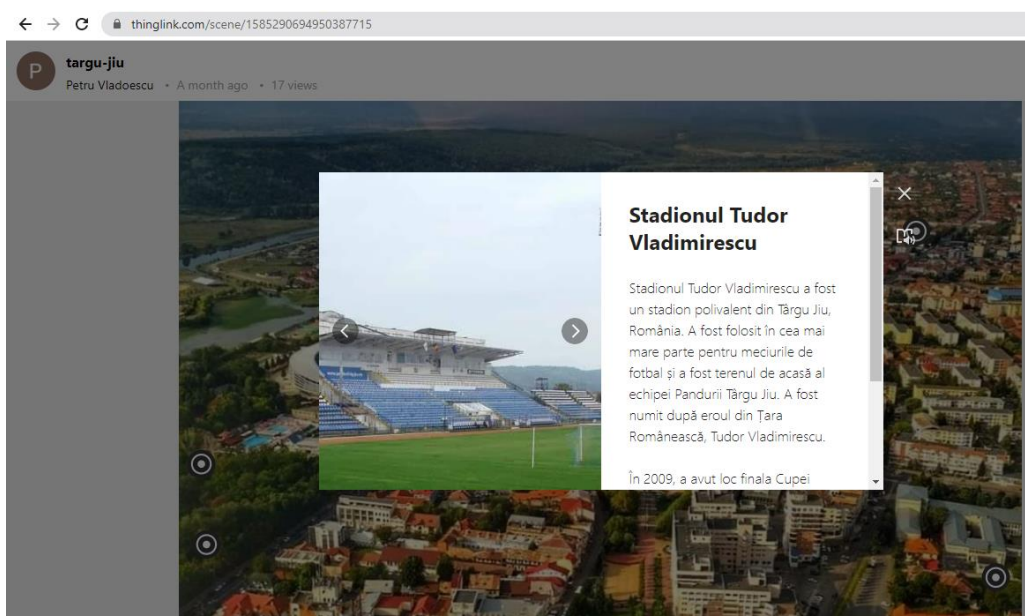 thinglink.com/scene/1585290694950387715
P
targu-jiu
Petru Vladoescu • A month ago • 17 views
Stadionul Tudor
Vladimirescu
Stadionul Tudor Vladimirescu a fost
un stadion polivalent din Târgu Jiu,
România. A fost folosit în cea mai
mare parte pentru meciurile de
fotbal și a fost terenul de acasă al
echipei Pandurii Târgu Jiu. A fost
numit după eroul din Țara
Românească, Tudor Vladimirescu.
În 2009, a avut loc finala Cupei